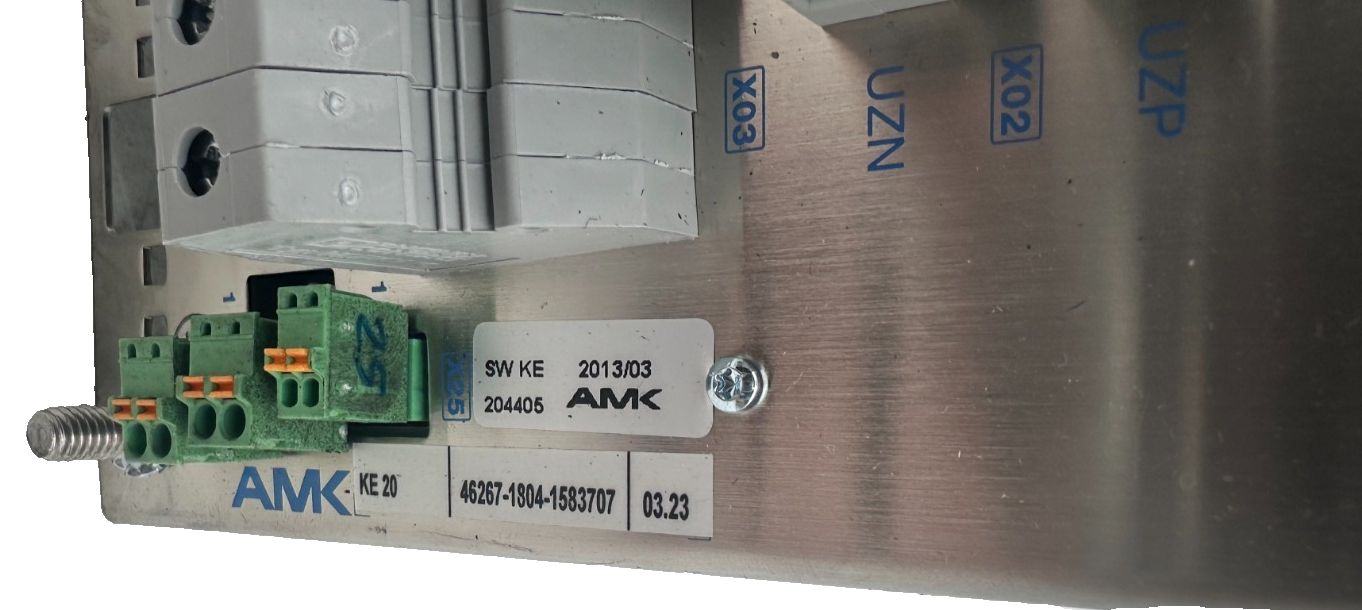 X03
UZN
X02
UZP
1
1
25
X25
SW KE 2013/03
204405 AMK
AMK KE 20 46267-1804-1583707 03.23